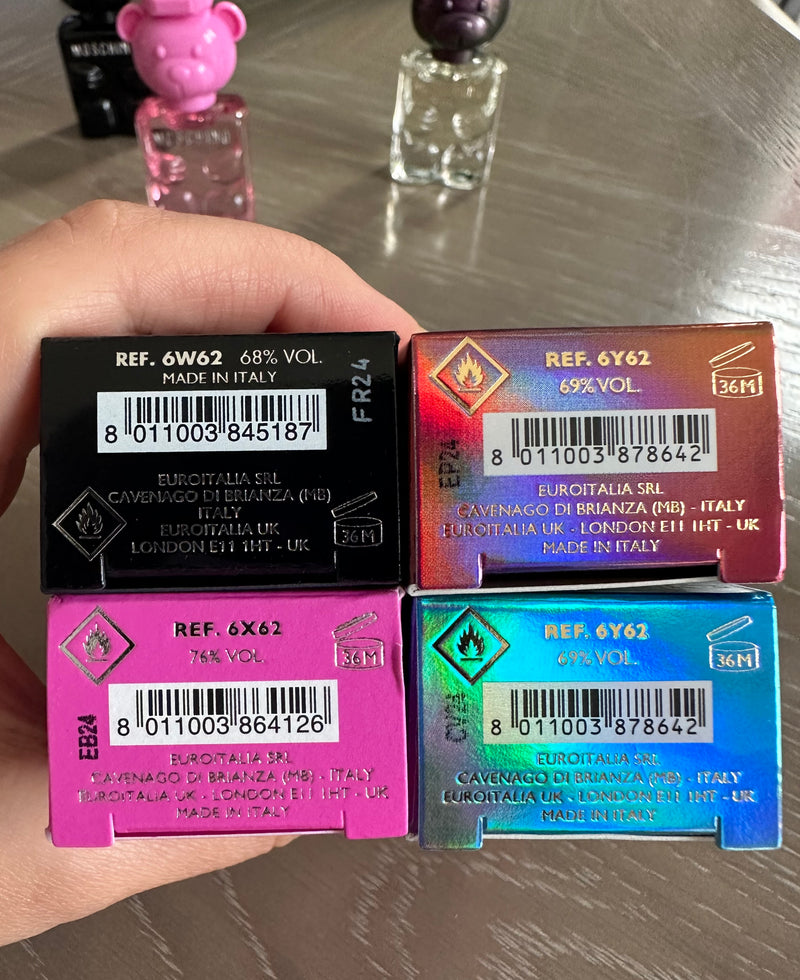 MOSCHINO
MOSCHINO
REF. 6W62 68% VOL.
MADE IN ITALY
FR24
8 011003 845187
EUROITALIA SRL
CAVENAGO DI BRIANZA (MB)
ITALY
EUROITALIA UK
LONDON E11 1HT - UK
36M
REF. 6Y62
69% VOL.
36M
EB24
8 011003 878642
EUROITALIA SRL
CAVENAGO DI BRIANZA (MB) - ITALY
EUROITALIA UK - LONDON E11 1HT - UK
MADE IN ITALY
REF. 6X62
76% VOL.
36M
EB24
8 011003 864126
EUROITALIA SRL
CAVENAGO DI BRIANZA (MB) - ITALY
EUROITALIA UK - LONDON E11 1HT - UK
MADE IN ITALY
REF. 6Y62
69% VOL.
36M
8 011003 878642
EUROITALIA SRL
CAVENAGO DI BRIANZA (MB) - ITALY
EUROITALIA UK - LONDON E11 1HT - UK
MADE IN ITALY